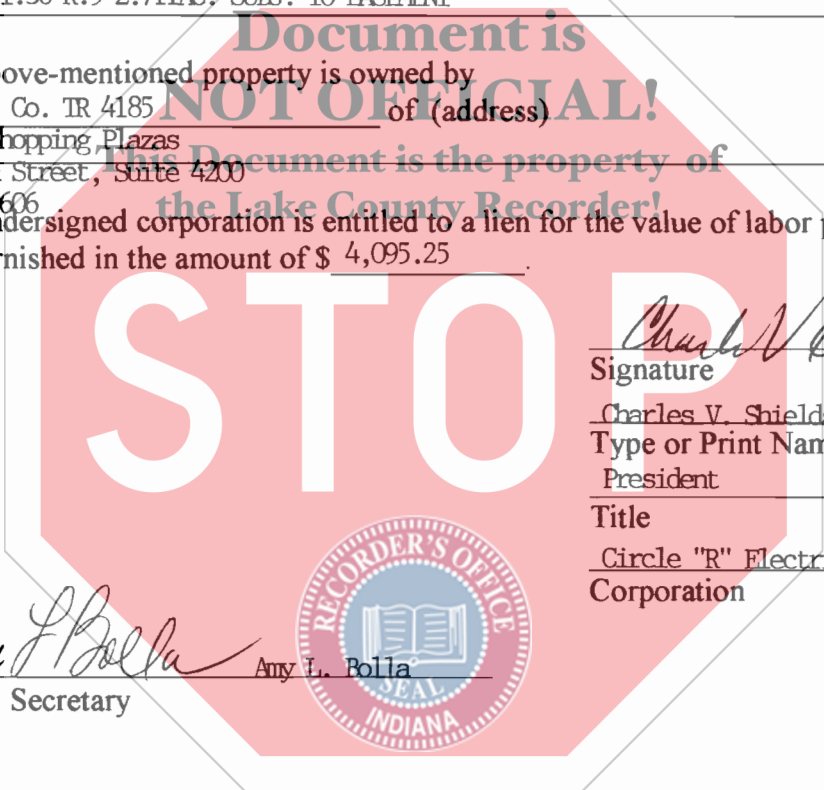 Document is
ove-mentioned property is owned by
NOT OFFICIAL!
Co. TR 4185 of (address)
hopping Plazas
This Document is the property of
Street, Suite 4200
606
the Lake County Recorder!
dersigned corporation is entitled to a lien for the value of labor p
rnished in the amount of $ 4,095.25.
STOP
Signature
Charles V. Shield
Type or Print Nam
President
Title
Circle "R" Electri
Corporation
RECORDER'S OFFICE
SEAL
INDIANA
L Bolla Amy L. Bolla
Secretary